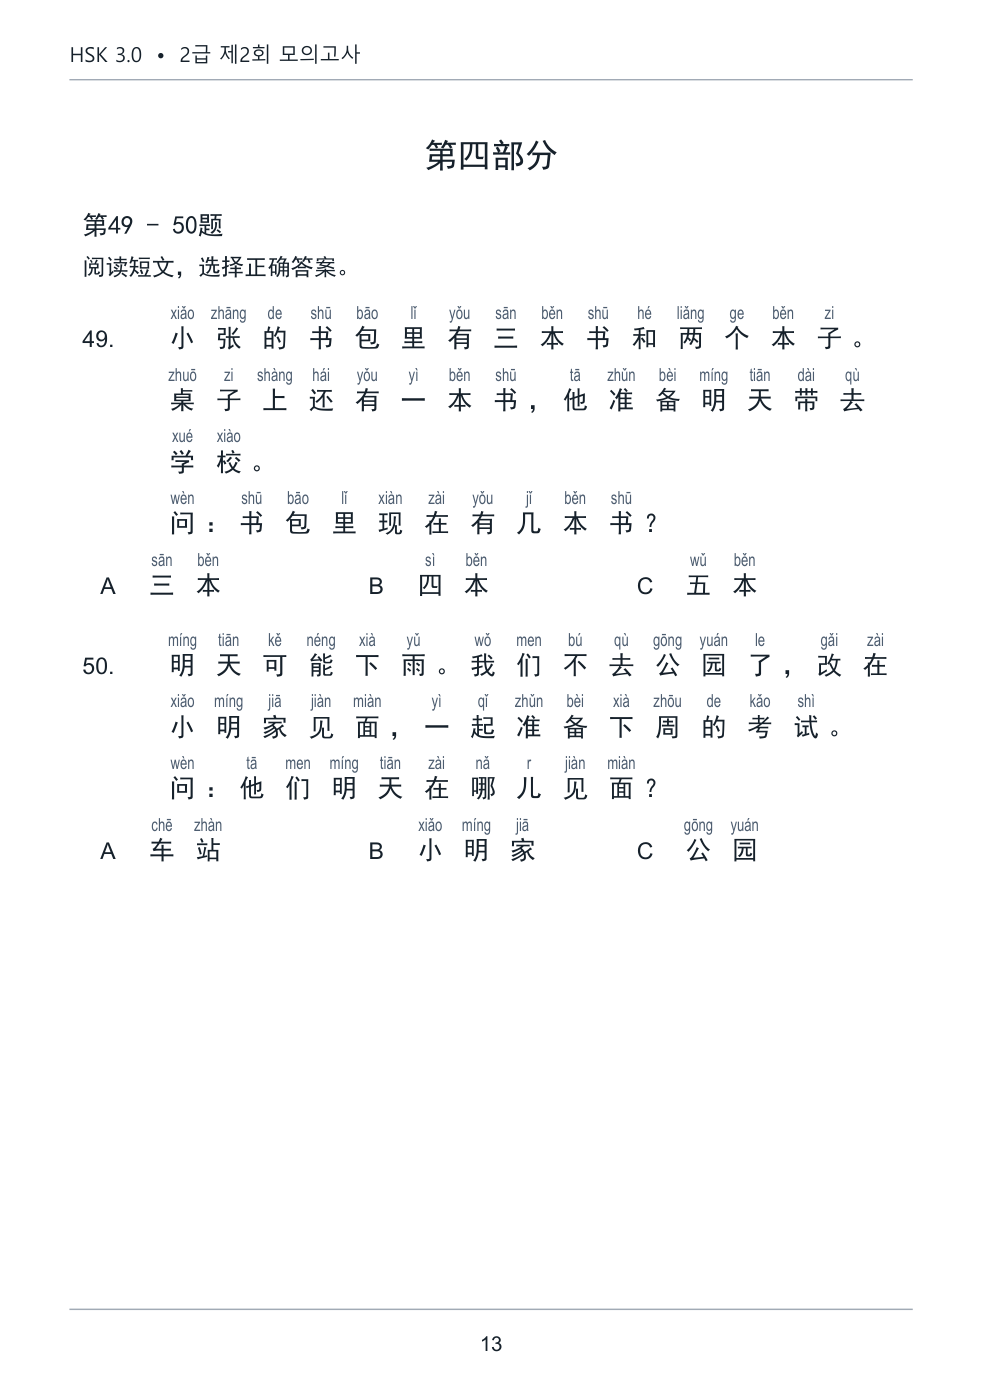 HSK 3.0 • 2급 제2회 모의고사
第四部分
第49 - 50题
阅读短文，选择正确答案。
xiǎo zhāng de shū bāo lǐ yǒu sān běn shū hé liǎng ge běn zi
49. 小张的书包里有三本书和两个本子。
zhuō zi shàng hái yǒu yì běn shū tā zhǔn bèi míng tiān dài qù
桌子上还有一本书，他准备明天带去
xué xiào
学校。
wèn shū bāo lǐ xiàn zài yǒu jǐ běn shū
问：书包里现在有几本书？
sān běn sì běn wǔ běn
A 三本 B 四本 C 五本
míng tiān kě néng xià yǔ wǒ men bú qù gōng yuán le gǎi zài
50. 明天可能下雨。我们不去公园了，改在
xiǎo míng jiā jiàn miàn yì qǐ zhǔn bèi xià zhōu de kǎo shì
小明家见面，一起准备下周的考试。
wèn tā men míng tiān zài nǎ r jiàn miàn
问：他们明天在哪儿见面？
chē zhàn xiǎo míng jiā gōng yuán
A 车站 B 小明家 C 公园
13